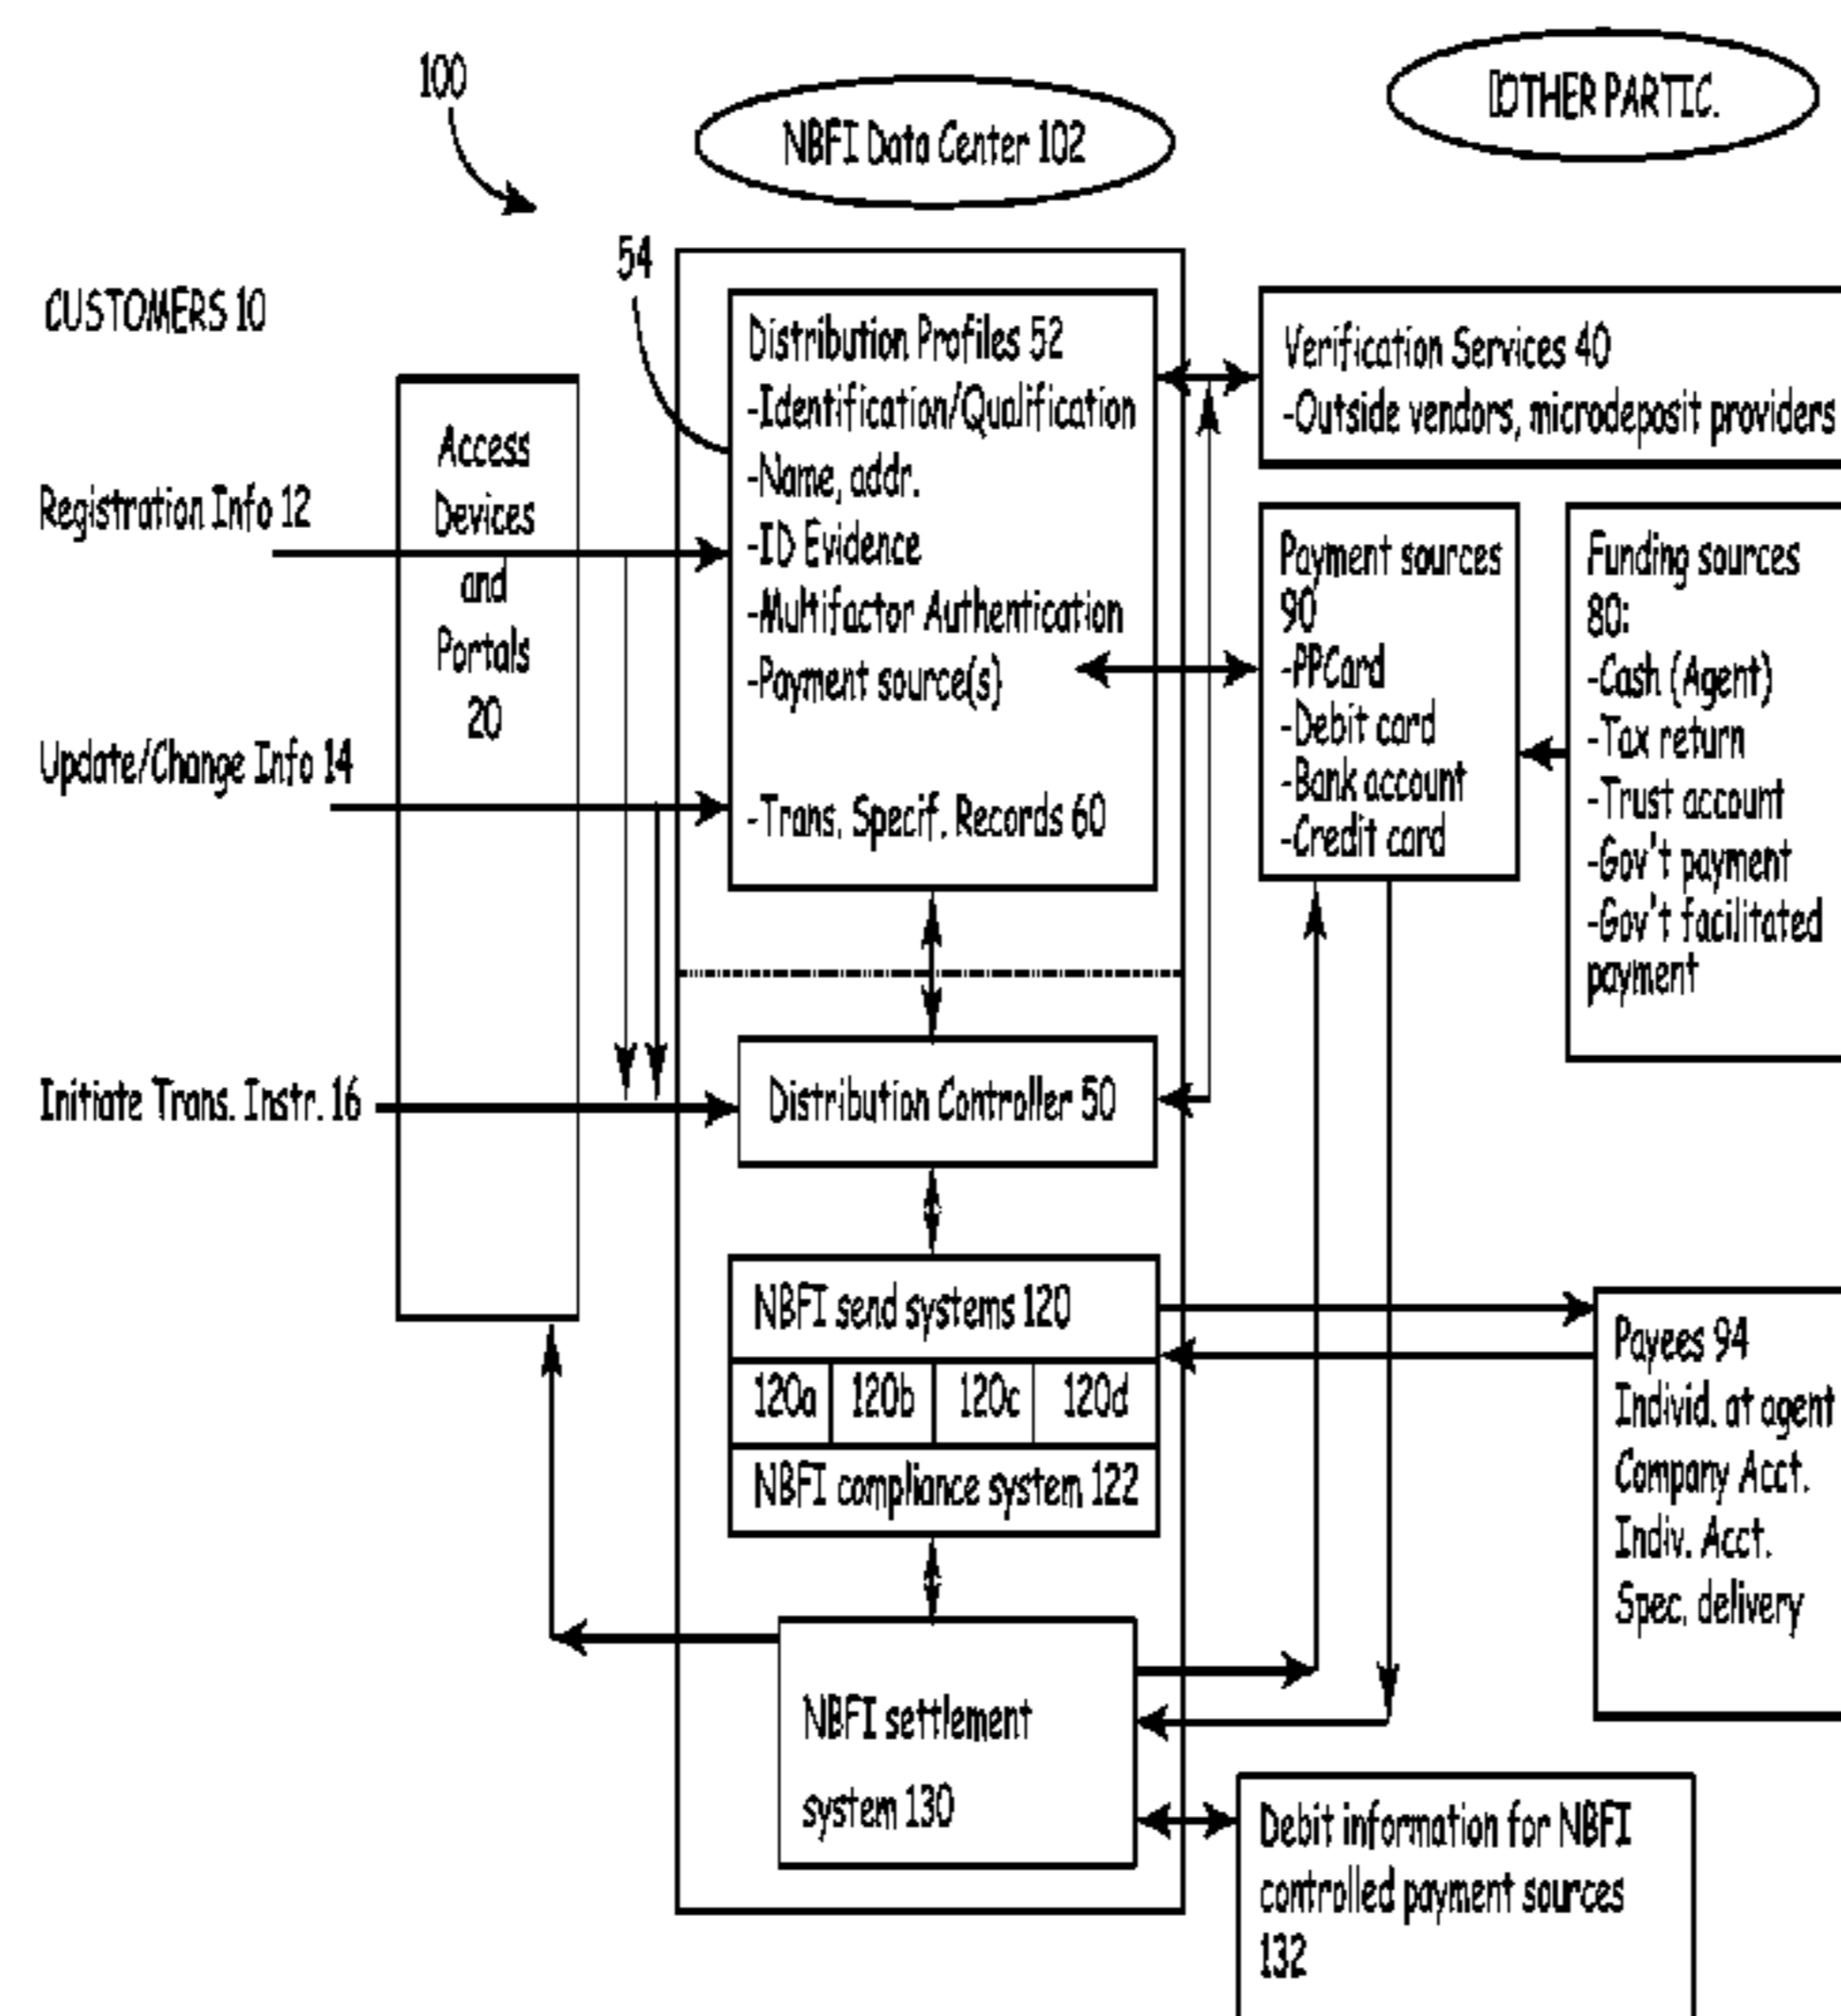 100
NBFI Data Center 102
OTHER PARTIC.
54
CUSTOMERS 10
Access
Devices
and
Portals
20
Registration Info 12
Update/Change Info 14
Initiate Trans. Instr. 16
Distribution Profiles 52
-Identification/Qualification
-Name, addr.
-ID Evidence
-Multifactor Authentication
-Payment source(s)
-Trans. Specif. Records 60
Verification Services 40
-Outside vendors, microdeposit providers
Payment sources
90
-PPCard
-Debit card
-Bank account
-Credit card
Funding sources
80:
-Cash (Agent)
-Tax return
-Trust account
-Gov't payment
-Gov't facilitated
payment
Distribution Controller 50
NBFI send systems 120
120a 120b 120c 120d
NBFI compliance system 122
Payees 94
Individ. at agent
Company Acct.
Indiv. Acct.
Spec. delivery
NBFI settlement
system 130
Debit information for NBFI
controlled payment sources
132